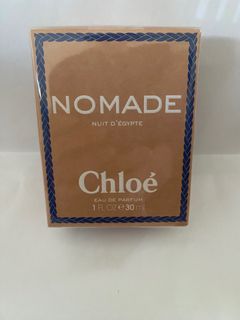 NOMADE
NUIT D'ÉGYPTE
Chloé
EAU DE PARFUM
1 FL OZ e 30 ml